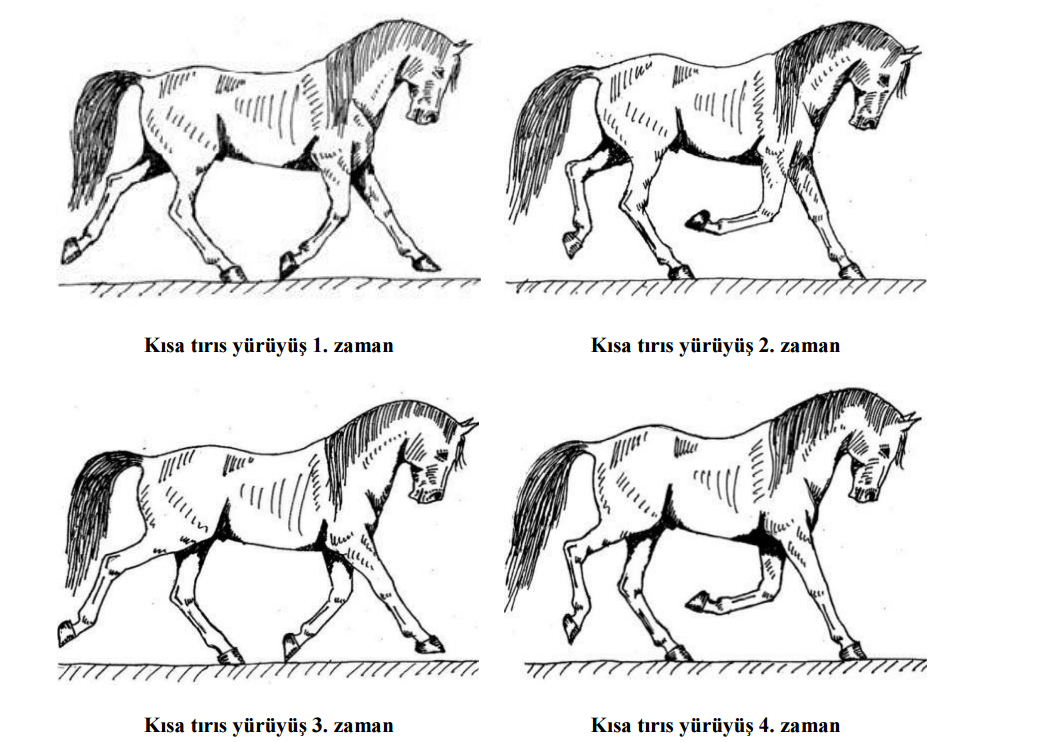 Kısa tırıs yürüyüş 1. zaman
Kısa tırıs yürüyüş 2. zaman
Kısa tırıs yürüyüş 3. zaman
Kısa tırıs yürüyüş 4. zaman